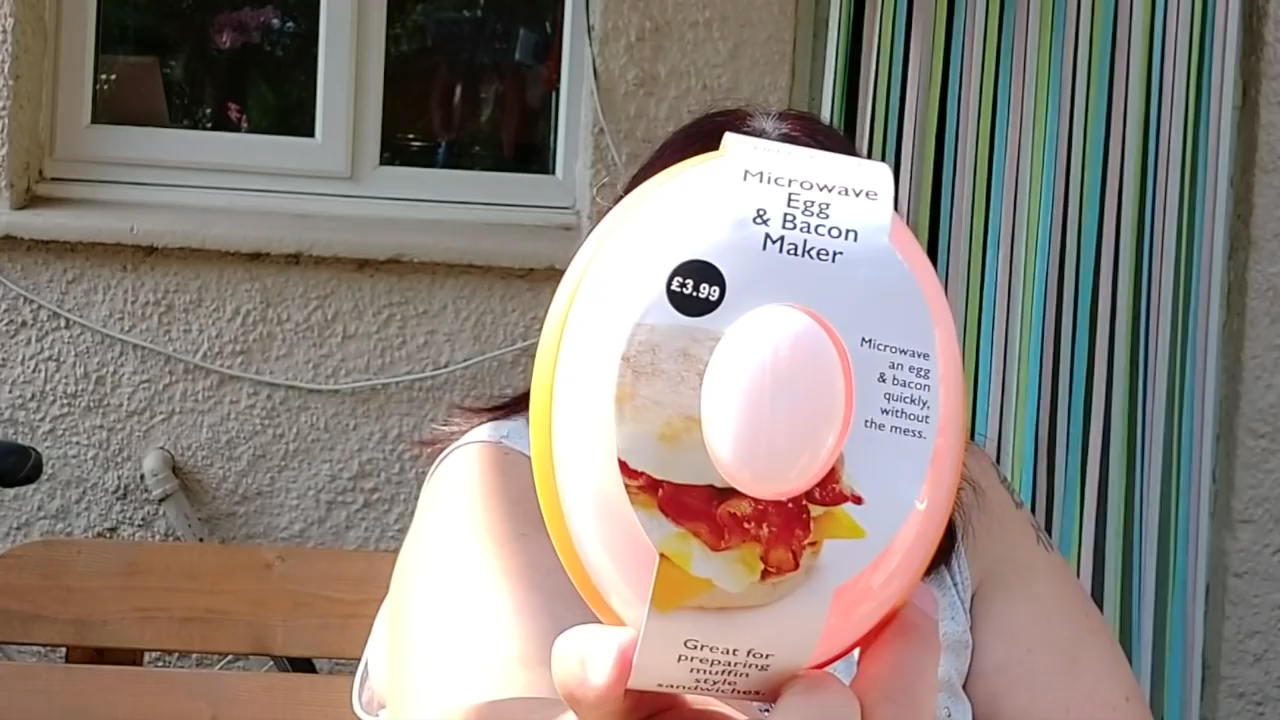 Microwave
Egg
& Bacon
Maker
£3.99
Microwave
an egg
& bacon
quickly,
without
the mess.
Great for
preparing
muffin
style
sandwiches.